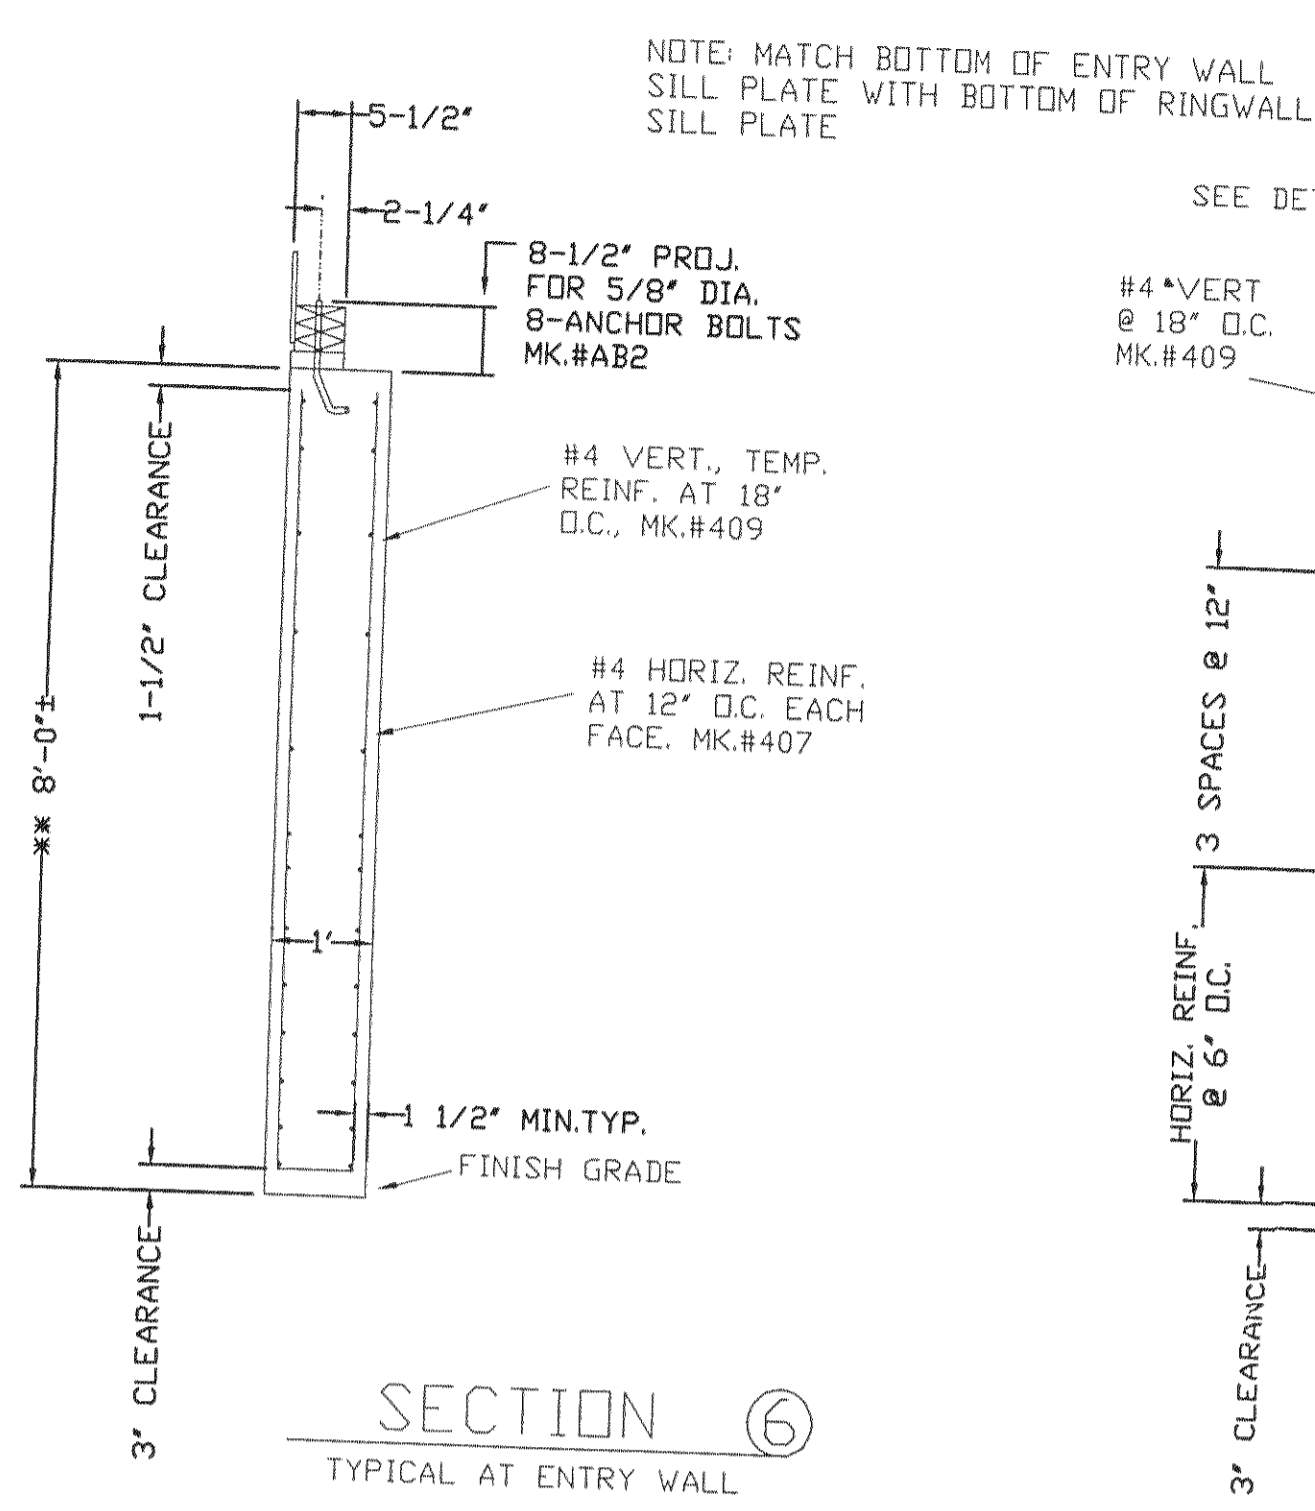 NOTE: MATCH BOTTOM OF ENTRY WALL
SILL PLATE WITH BOTTOM OF RINGWALL
SILL PLATE
5-1/2"
2-1/4"
8-1/2" PROJ.
FOR 5/8" DIA.
8-ANCHOR BOLTS
MK.#AB2
SEE
#4 VERT
@ 18" O.C.
MK.#409
1-1/2" CLEARANCE
** 8'-0"±
#4 VERT., TEMP.
REINF. AT 18"
O.C., MK.#409
#4 HORIZ. REINF.
AT 12" O.C. EACH
FACE. MK.#407
3 SPACES @ 12"
HORIZ. REINF.
@ 6" O.C.
1'
1 1/2" MIN.TYP.
FINISH GRADE
3" CLEARANCE
3" CLEARANCE
SECTION 6
TYPICAL AT ENTRY WALL